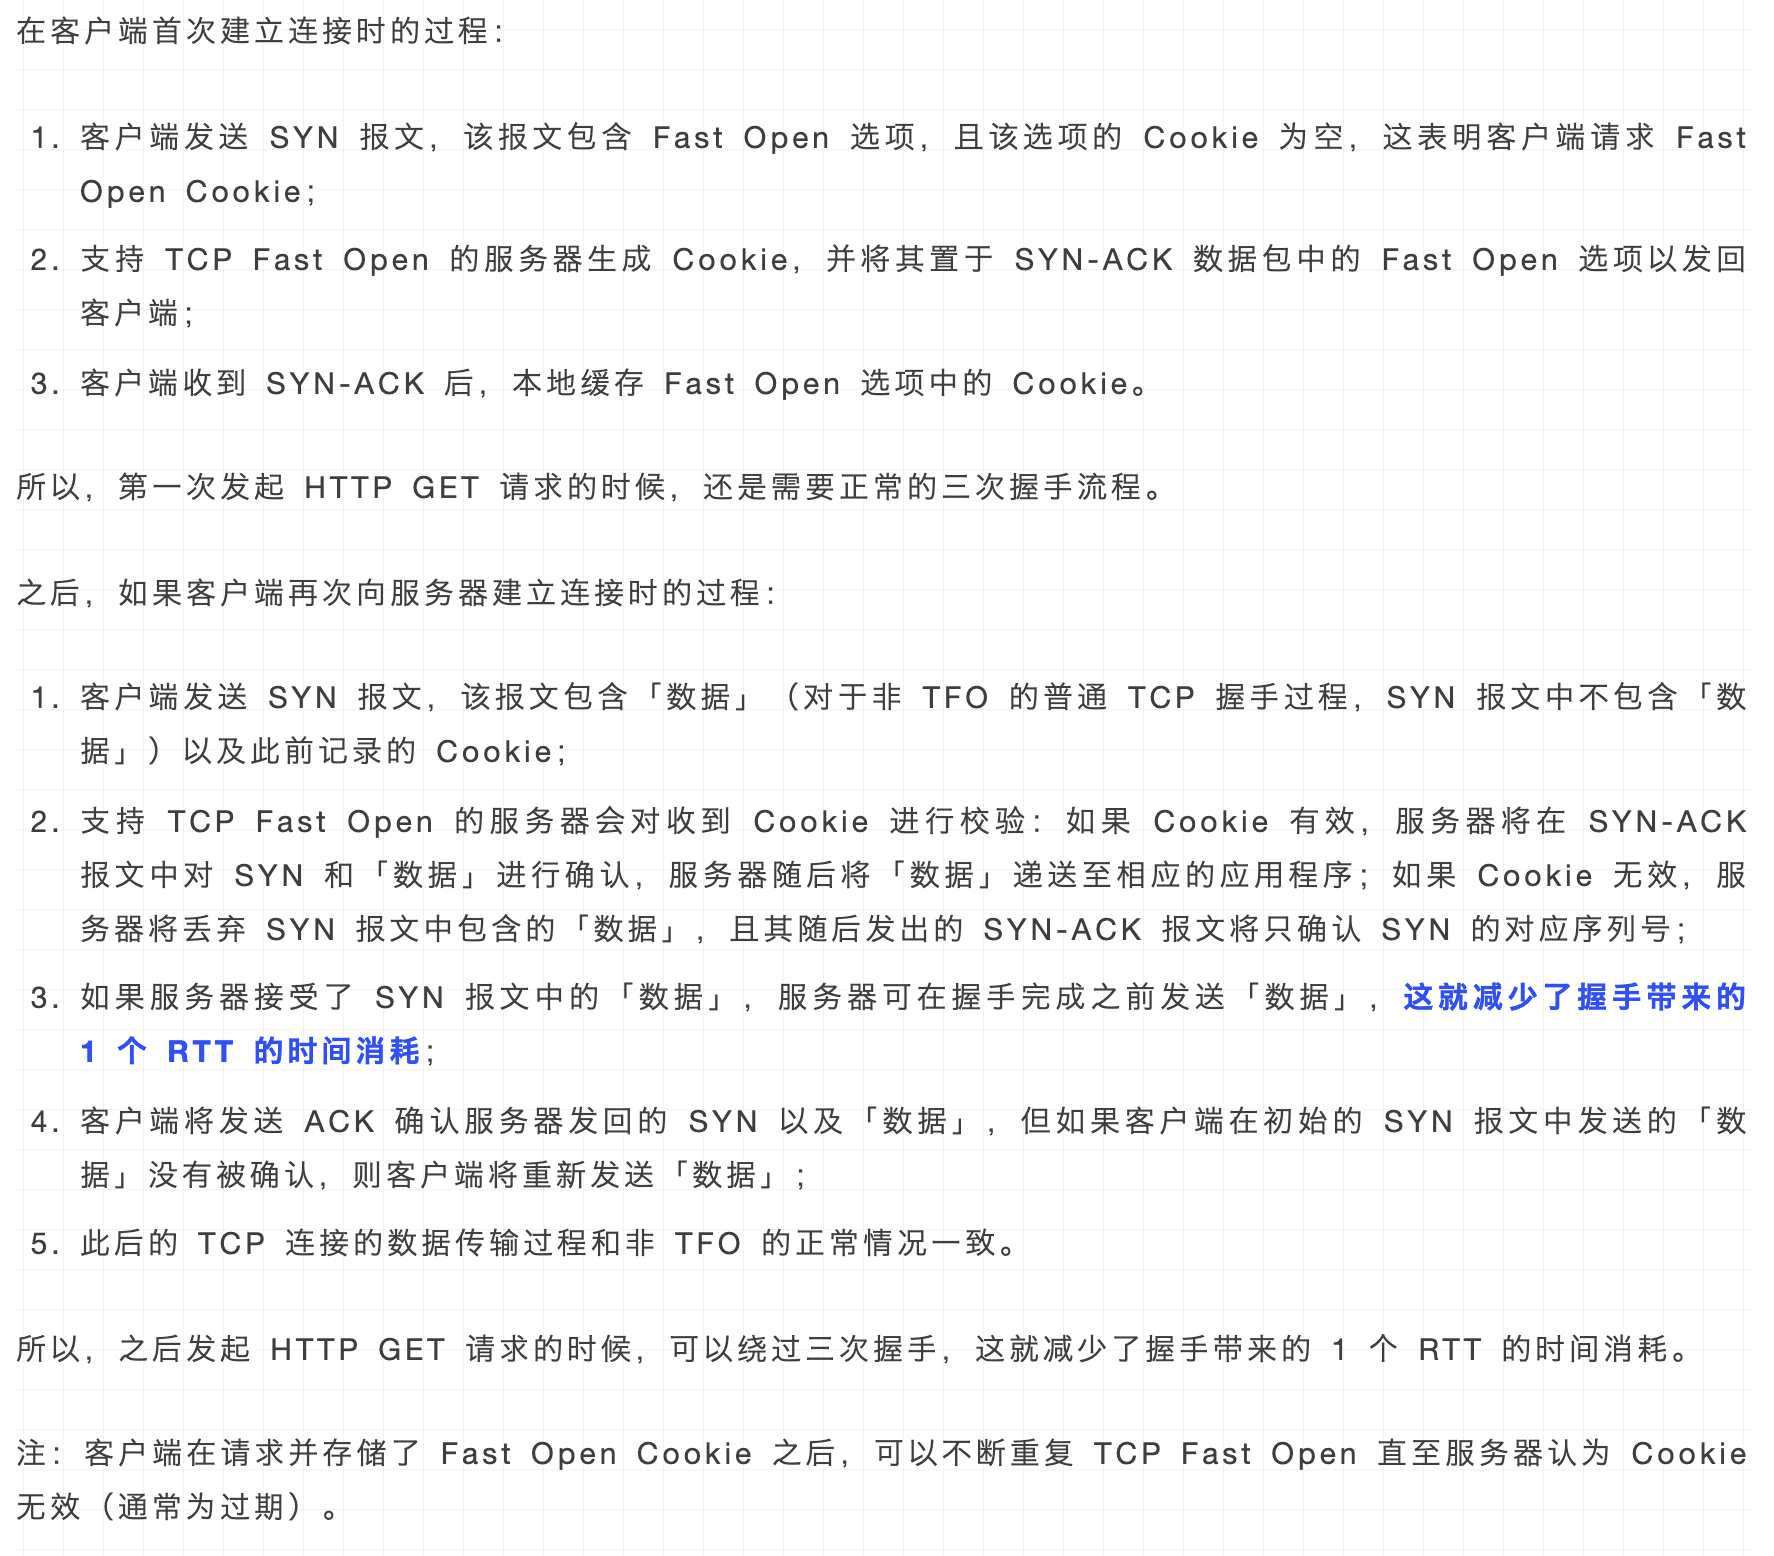 在客户端首次建立连接时的过程：
1. 客户端发送 SYN 报文，该报文包含 Fast Open 选项，且该选项的 Cookie 为空，这表明客户端请求 Fast
Open Cookie；
2. 支持 TCP Fast Open 的服务器生成 Cookie，并将其置于 SYN-ACK 数据包中的 Fast Open 选项以发回
客户端；
3. 客户端收到 SYN-ACK 后，本地缓存 Fast Open 选项中的 Cookie。
所以，第一次发起 HTTP GET 请求的时候，还是需要正常的三次握手流程。
之后，如果客户端再次向服务器建立连接时的过程：
1. 客户端发送 SYN 报文，该报文包含「数据」（对于非 TFO 的普通 TCP 握手过程，SYN 报文中不包含「数
据」）以及此前记录的 Cookie；
2. 支持 TCP Fast Open 的服务器会对收到 Cookie 进行校验：如果 Cookie 有效，服务器将在 SYN-ACK
报文中对 SYN 和「数据」进行确认，服务器随后将「数据」递送至相应的应用程序；如果 Cookie 无效，服
务器将丢弃 SYN 报文中包含的「数据」，且其随后发出的 SYN-ACK 报文将只确认 SYN 的对应序列号；
3. 如果服务器接受了 SYN 报文中的「数据」，服务器可在握手完成之前发送「数据」，这就减少了握手带来的
1 个 RTT 的时间消耗；
4. 客户端将发送 ACK 确认服务器发回的 SYN 以及「数据」，但如果客户端在初始的 SYN 报文中发送的「数
据」没有被确认，则客户端将重新发送「数据」；
5. 此后的 TCP 连接的数据传输过程和非 TFO 的正常情况一致。
所以，之后发起 HTTP GET 请求的时候，可以绕过三次握手，这就减少了握手带来的 1 个 RTT 的时间消耗。
注：客户端在请求并存储了 Fast Open Cookie 之后，可以不断重复 TCP Fast Open 直至服务器认为 Cookie
无效（通常为过期）。